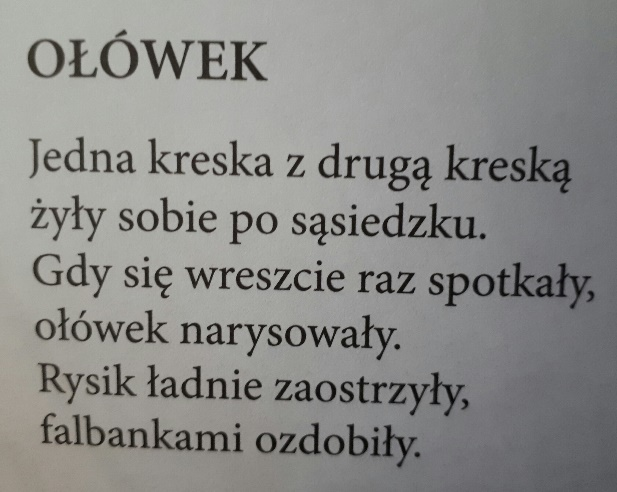 OŁÓWEK
Jedna kreska z drugą kreską
żyły sobie po sąsiedzku.
Gdy się wreszcie raz spotkały,
ołówek narysowały.
Rysik ładnie zaostrzyły,
falbankami ozdobiły.